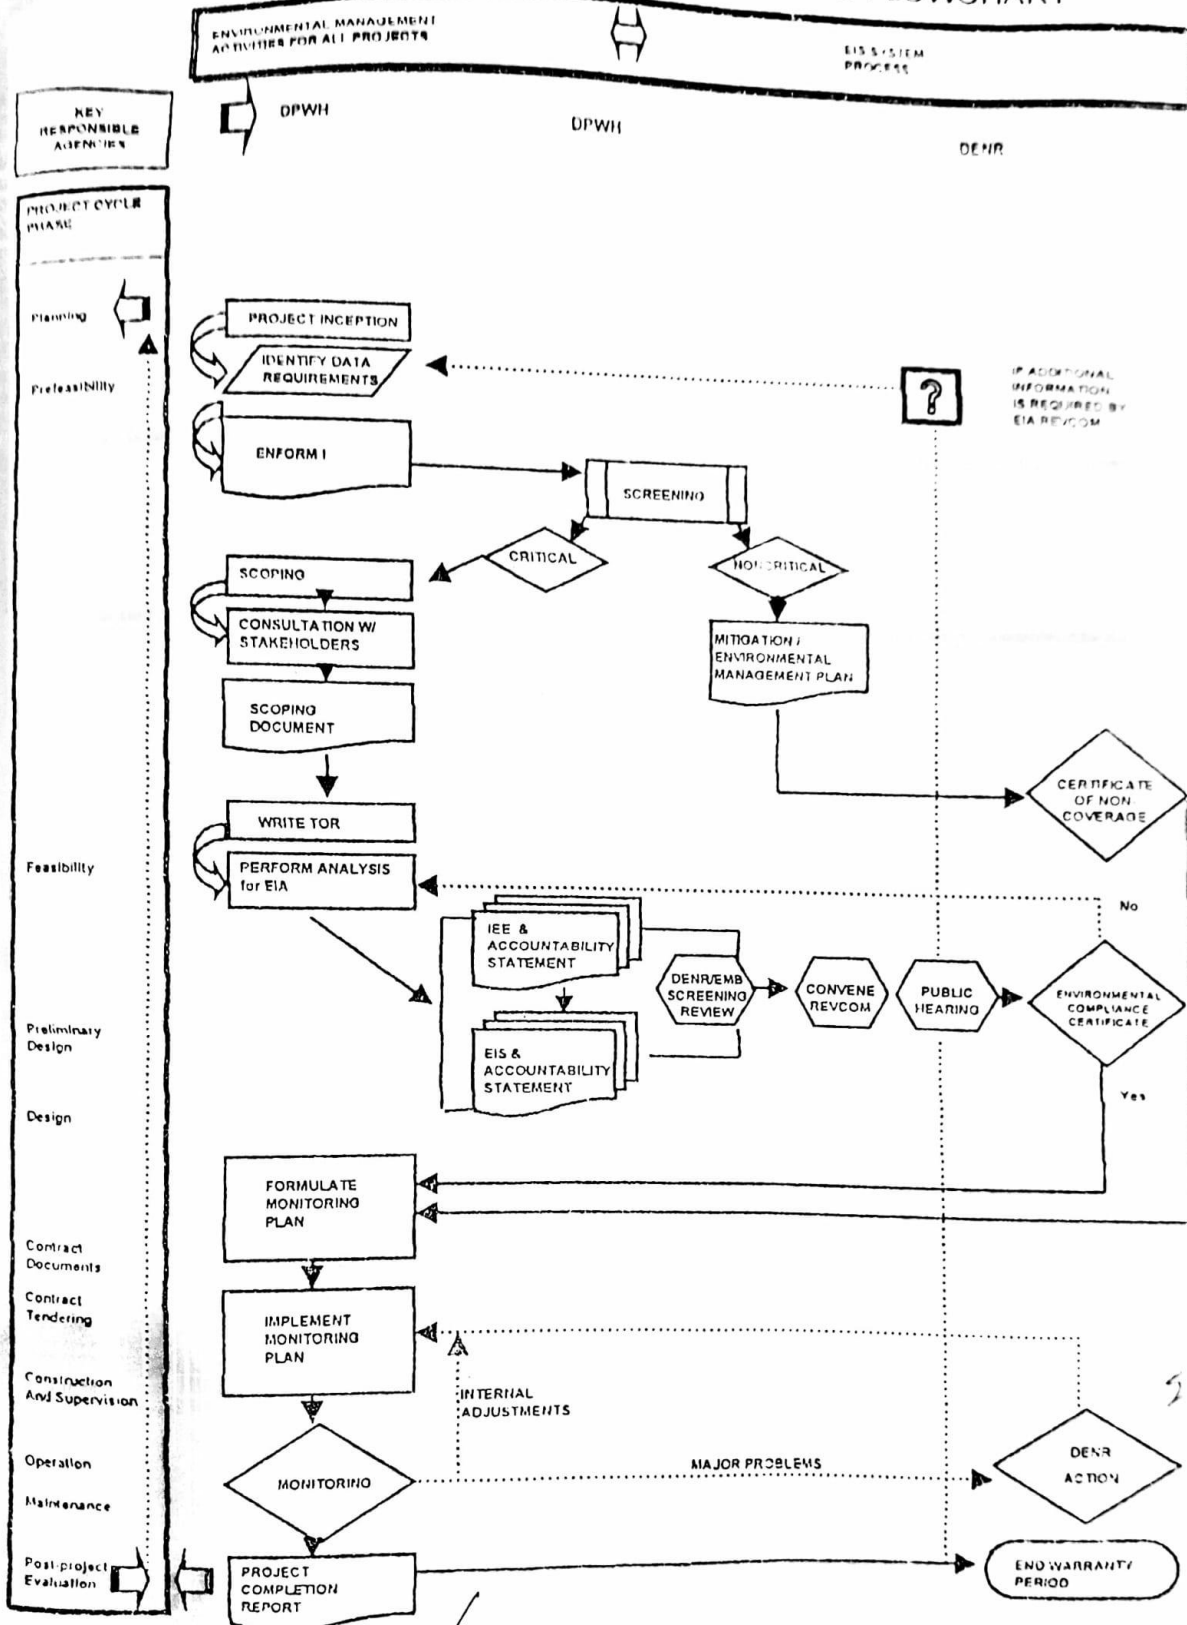 FLOWCHART
ENVIRONMENTAL MANAGEMENT
ACTIVITIES FOR ALL PROJECTS
EIS SYSTEM
PROCESS
KEY
RESPONSIBLE
AGENCIES
DPWH
DPWH
DENR
PROJECT CYCLE
PHASE
Planning
PROJECT INCEPTION
IDENTIFY DATA
REQUIREMENTS
Prefeasibility
?
IF ADDITIONAL
INFORMATION
IS REQUIRED BY
EIA REVCOM
ENFORM I
SCREENING
CRITICAL
NONCRITICAL
SCOPING
CONSULTATION W/
STAKEHOLDERS
MITIGATION /
ENVIRONMENTAL
MANAGEMENT PLAN
SCOPING
DOCUMENT
CERTIFICATE
OF NON-
COVERAGE
WRITE TOR
Feasibility
PERFORM ANALYSIS
for EIA
No
IEE &
ACCOUNTABILITY
STATEMENT
DENR/EMB
SCREENING
REVIEW
CONVENE
REVCOM
PUBLIC
HEARING
ENVIRONMENTAL
COMPLIANCE
CERTIFICATE
Preliminary
Design
EIS &
ACCOUNTABILITY
STATEMENT
Yes
Design
FORMULATE
MONITORING
PLAN
Contract
Documents
Contract
Tendering
IMPLEMENT
MONITORING
PLAN
Construction
And Supervision
INTERNAL
ADJUSTMENTS
Operation
MONITORING
MAJOR PROBLEMS
DENR
ACTION
Maintenance
Post-project
Evaluation
PROJECT
COMPLETION
REPORT
END WARRANTY
PERIOD